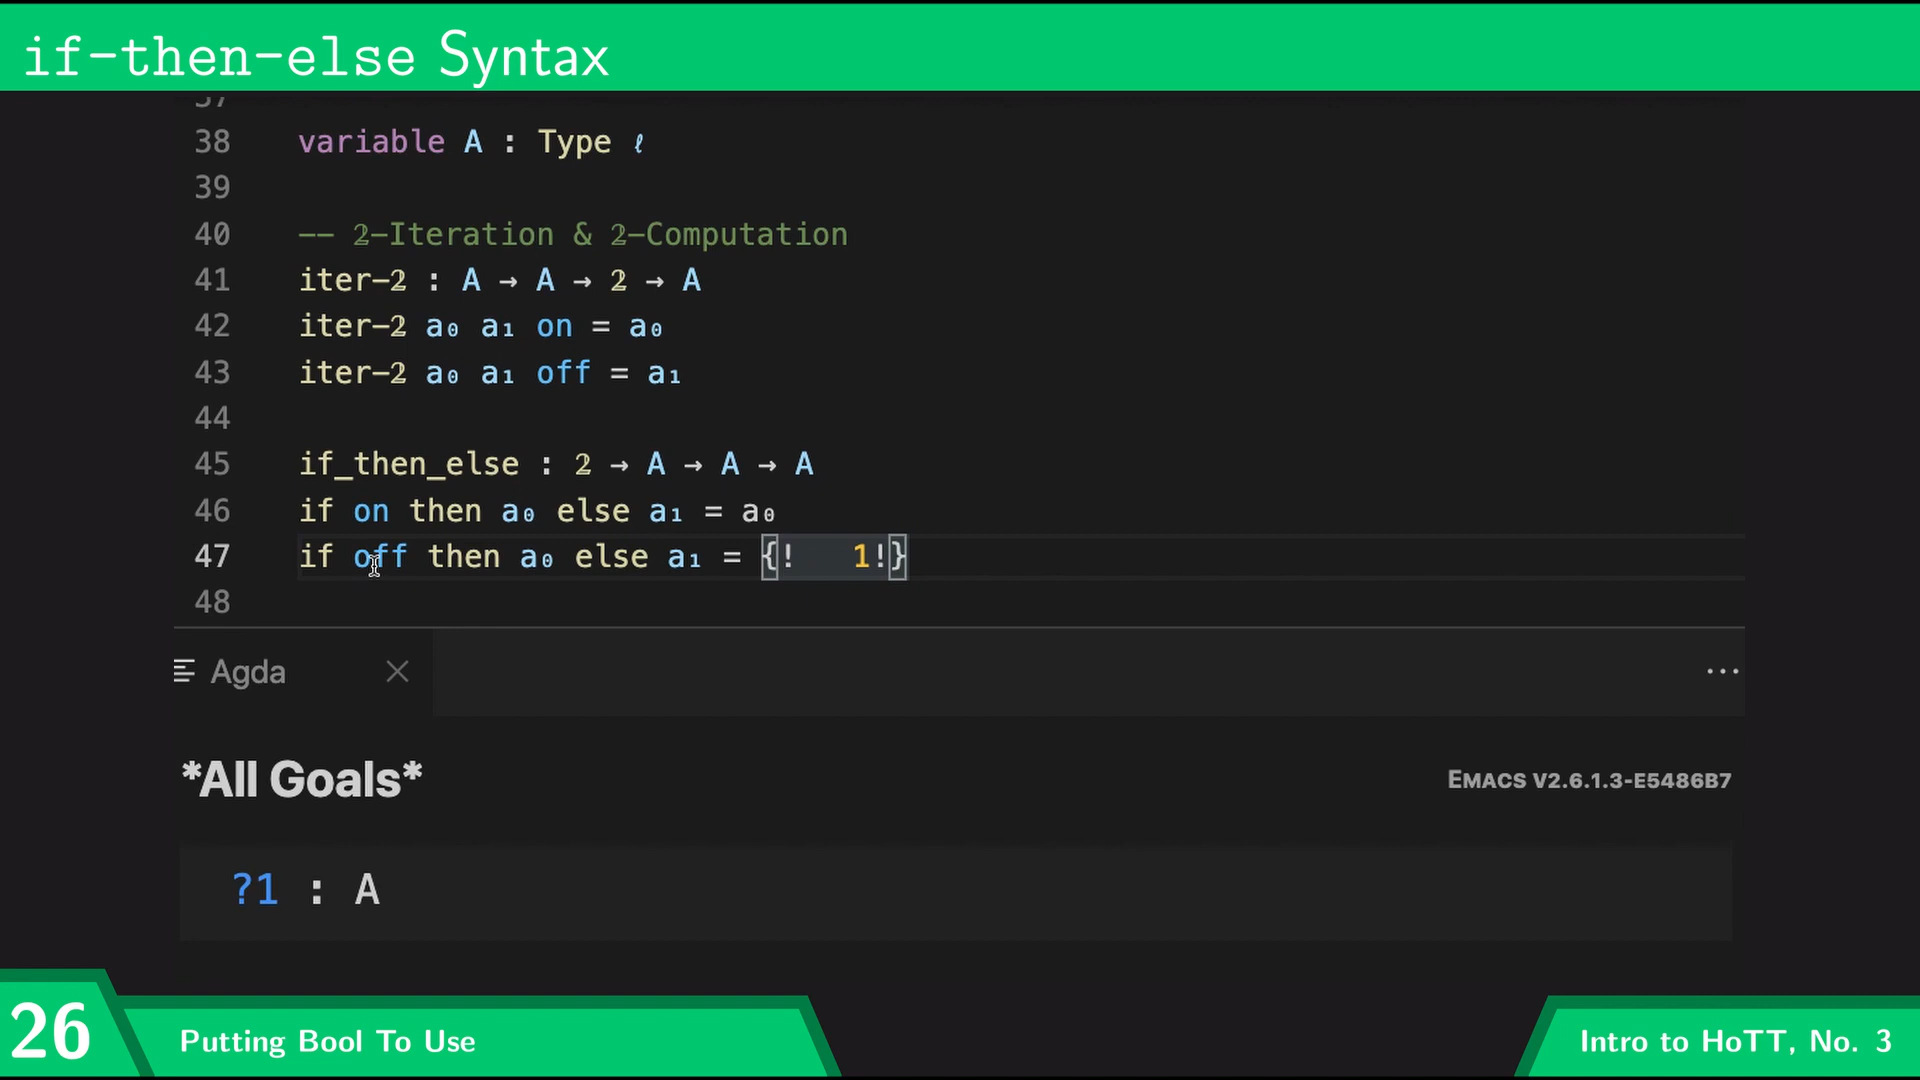 if-then-else Syntax
37
38 variable A : Type ℓ
39
40 -- 2-Iteration & 2-Computation
41 iter-2 : A → A → 2 → A
42 iter-2 a₀ a₁ on = a₀
43 iter-2 a₀ a₁ off = a₁
44
45 if_then_else : 2 → A → A → A
46 if on then a₀ else a₁ = a₀
47 if off then a₀ else a₁ = {!   1!}
48
Agda
*All Goals*
EMACS V2.6.1.3-E5486B7
?1 : A
26
Putting Bool To Use
Intro to HoTT, No. 3